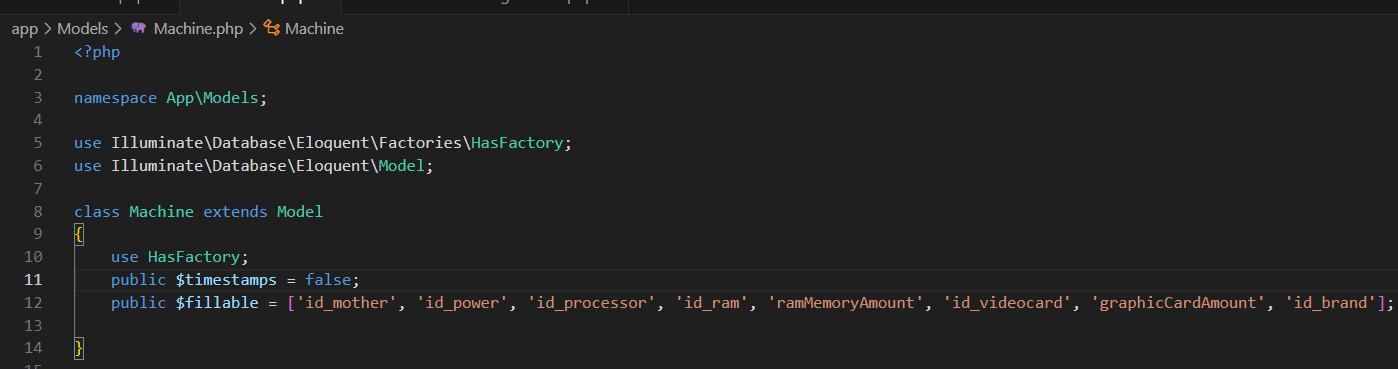 app > Models > Machine.php > Machine
1 <?php
2
3 namespace App\Models;
4
5 use Illuminate\Database\Eloquent\Factories\HasFactory;
6 use Illuminate\Database\Eloquent\Model;
7
8 class Machine extends Model
9 {
10 use HasFactory;
11 public $timestamps = false;
12 public $fillable = ['id_mother', 'id_power', 'id_processor', 'id_ram', 'ramMemoryAmount', 'id_videocard', 'graphicCardAmount', 'id_brand'];
13
14 }
15